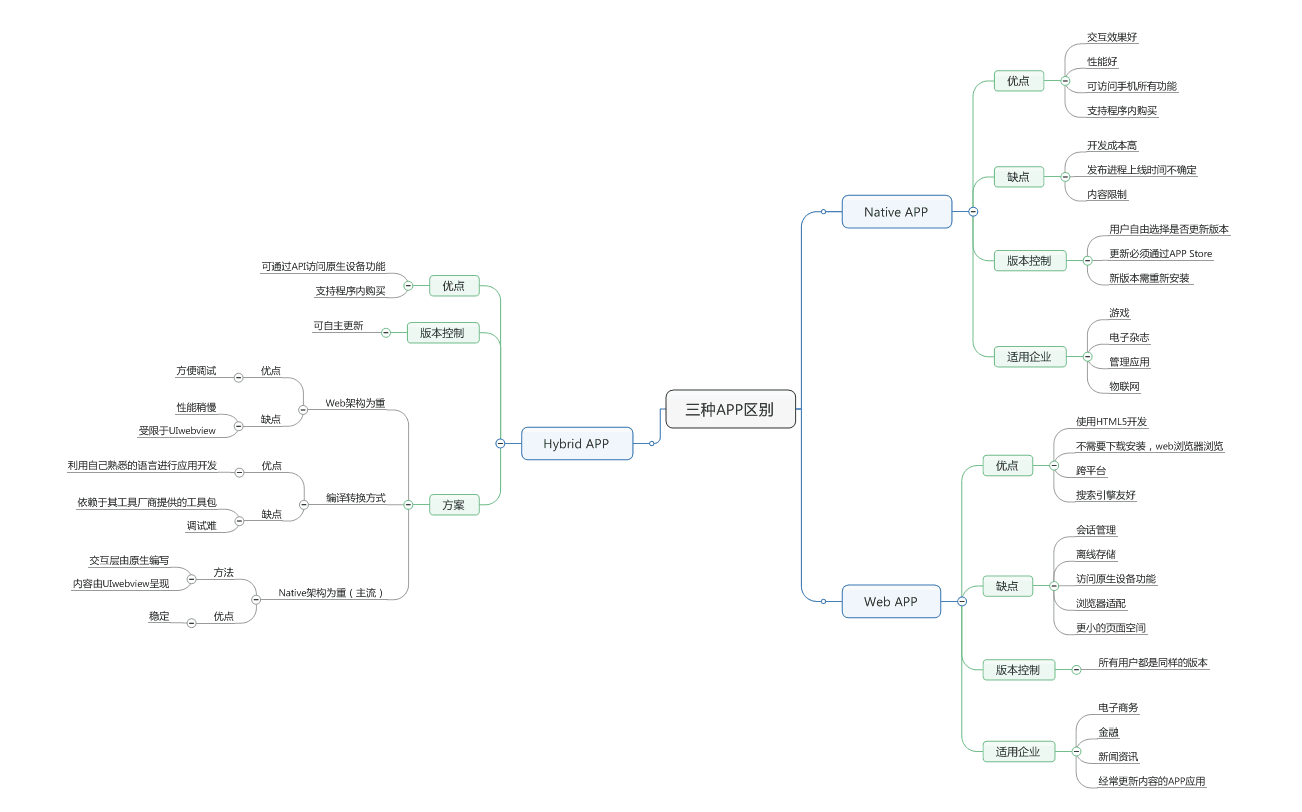 三种APP区别
Native APP
优点
交互效果好
性能好
可访问手机所有功能
支持程序内购买
缺点
开发成本高
发布进程上线时间不确定
内容限制
版本控制
用户自由选择是否更新版本
更新必须通过APP Store
新版本需重新安装
适用企业
游戏
电子杂志
管理应用
物联网
Web APP
优点
使用HTML5开发
不需要下载安装，web浏览器浏览
跨平台
搜索引擎友好
缺点
会话管理
离线存储
访问原生设备功能
浏览器适配
更小的页面空间
版本控制
所有用户都是同样的版本
适用企业
电子商务
金融
新闻资讯
经常更新内容的APP应用
Hybrid APP
优点
可通过API访问原生设备功能
支持程序内购买
版本控制
可自主更新
方案
Web架构为重
优点
方便调试
缺点
性能稍慢
受限于UIwebview
编译转换方式
优点
利用自己熟悉的语言进行应用开发
缺点
依赖于其工具厂商提供的工具包
调试难
Native架构为重（主流）
方法
交互层由原生编写
内容由UIwebview呈现
优点
稳定